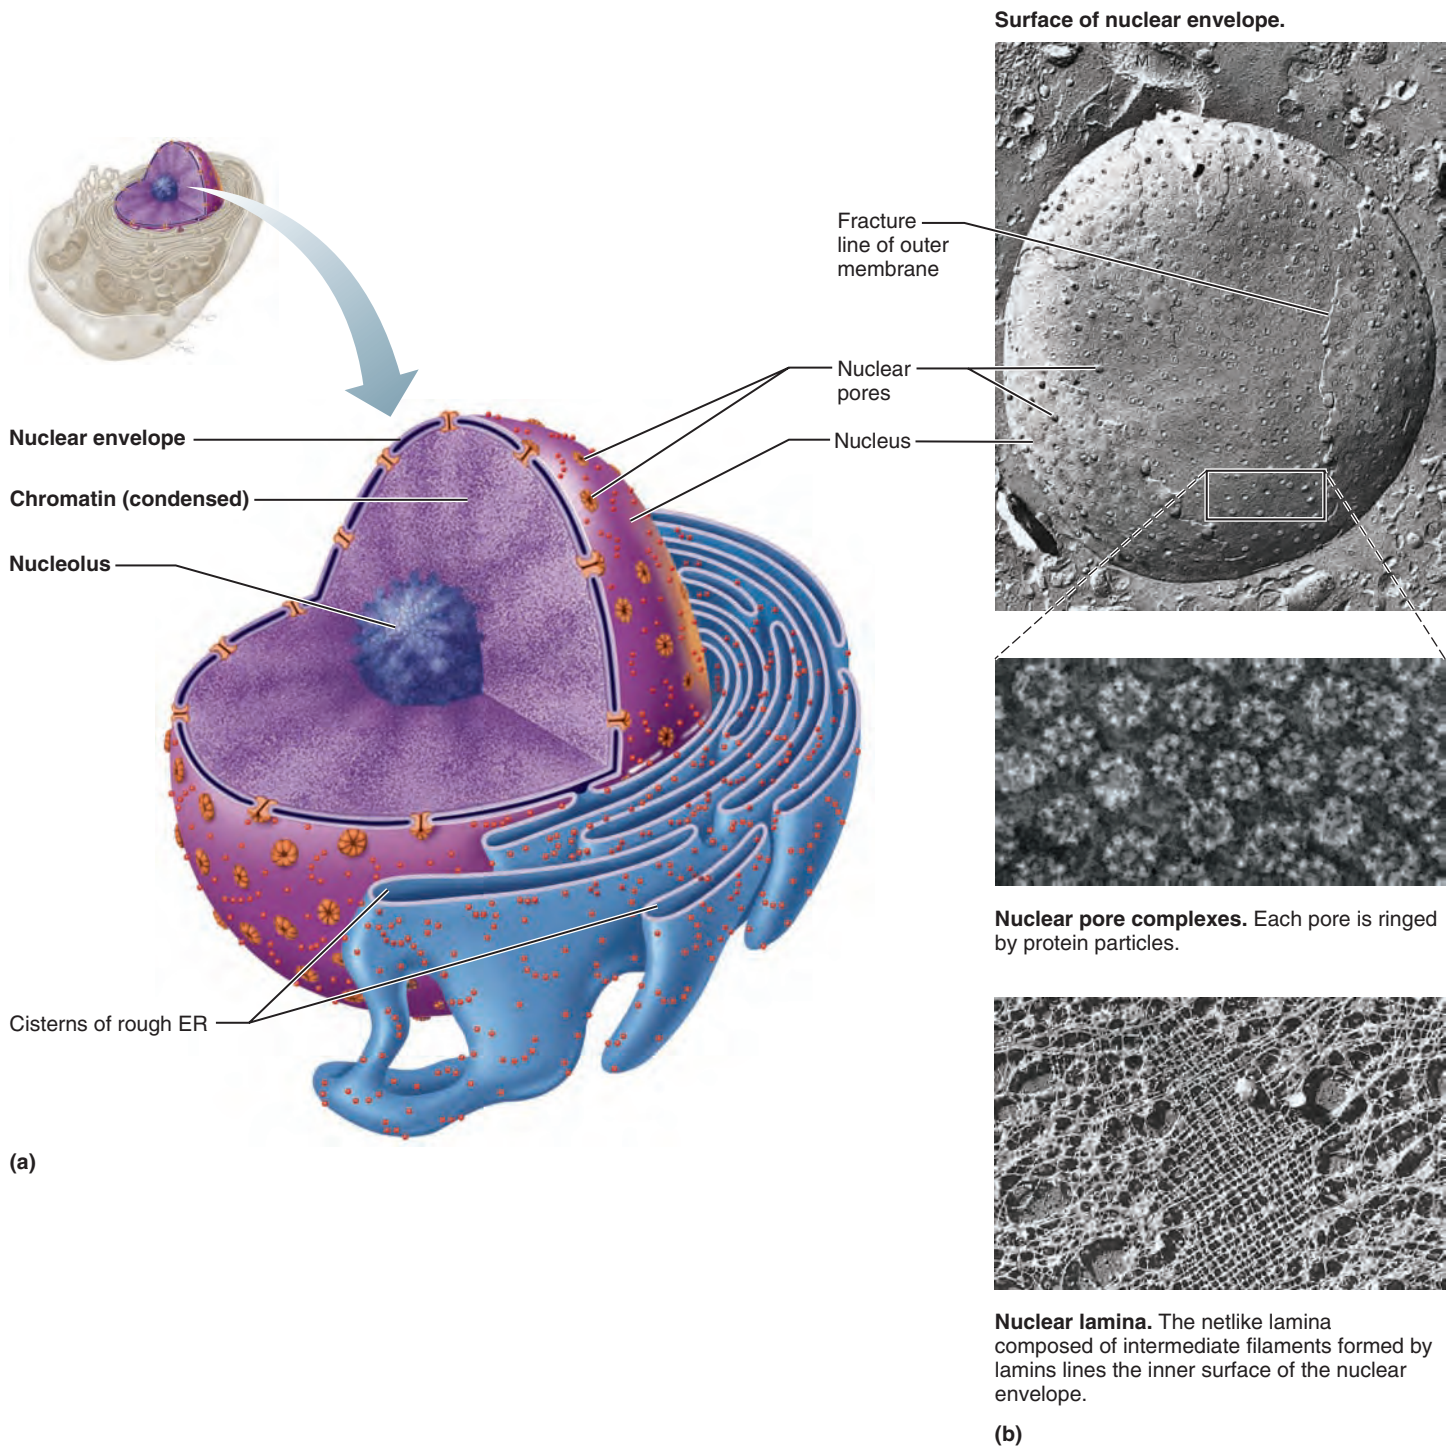 Surface of nuclear envelope.
M
Fracture
line of outer
membrane
Nuclear
pores
Nucleus
Nuclear envelope
Chromatin (condensed)
Nucleolus
Cisterns of rough ER
(a)
Nuclear pore complexes. Each pore is ringed
by protein particles.
Nuclear lamina. The netlike lamina
composed of intermediate filaments formed by
lamins lines the inner surface of the nuclear
envelope.
(b)